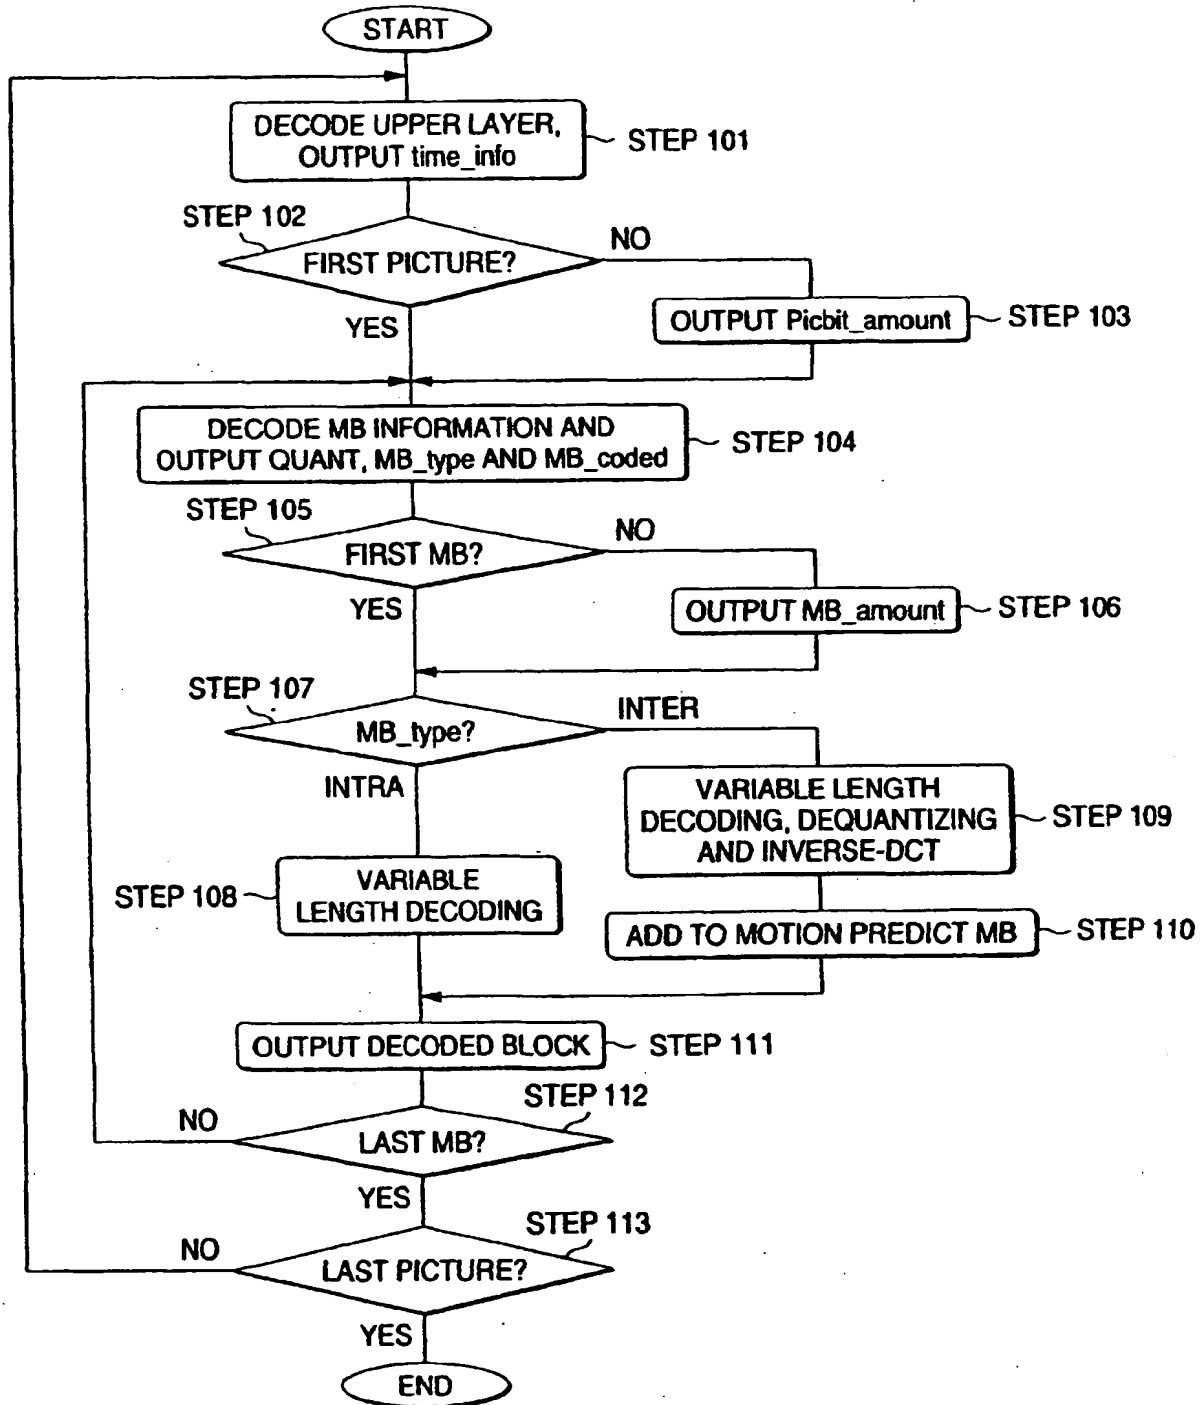 START
DECODE UPPER LAYER,
OUTPUT time_info
STEP 101
STEP 102
FIRST PICTURE?
NO
YES
OUTPUT Picbit_amount
STEP 103
DECODE MB INFORMATION AND
OUTPUT QUANT, MB_type AND MB_coded
STEP 104
STEP 105
FIRST MB?
NO
YES
OUTPUT MB_amount
STEP 106
STEP 107
MB_type?
INTER
INTRA
VARIABLE LENGTH
DECODING, DEQUANTIZING
AND INVERSE-DCT
STEP 109
STEP 108
VARIABLE
LENGTH DECODING
ADD TO MOTION PREDICT MB
STEP 110
OUTPUT DECODED BLOCK
STEP 111
STEP 112
NO
LAST MB?
YES
STEP 113
NO
LAST PICTURE?
YES
END